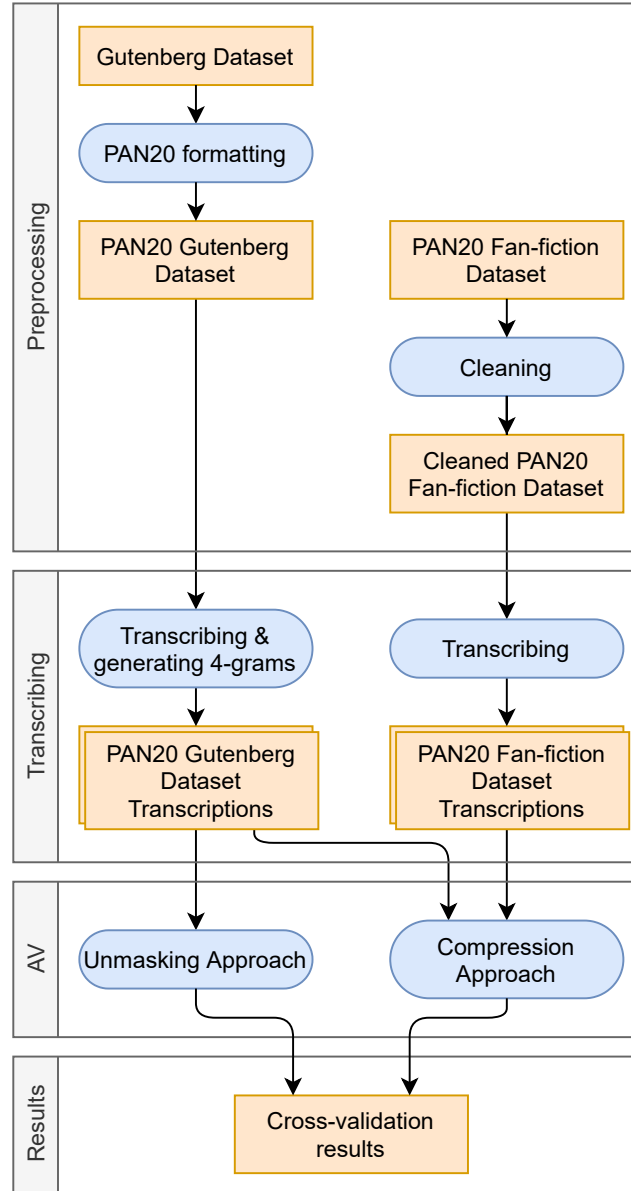 Preprocessing
Gutenberg Dataset
PAN20 formatting
PAN20 Gutenberg
Dataset
PAN20 Fan-fiction
Dataset
Cleaning
Cleaned PAN20
Fan-fiction Dataset
Transcribing
Transcribing &
generating 4-grams
Transcribing
PAN20 Gutenberg
Dataset
Transcriptions
PAN20 Fan-fiction
Dataset
Transcriptions
AV
Unmasking Approach
Compression
Approach
Results
Cross-validation
results